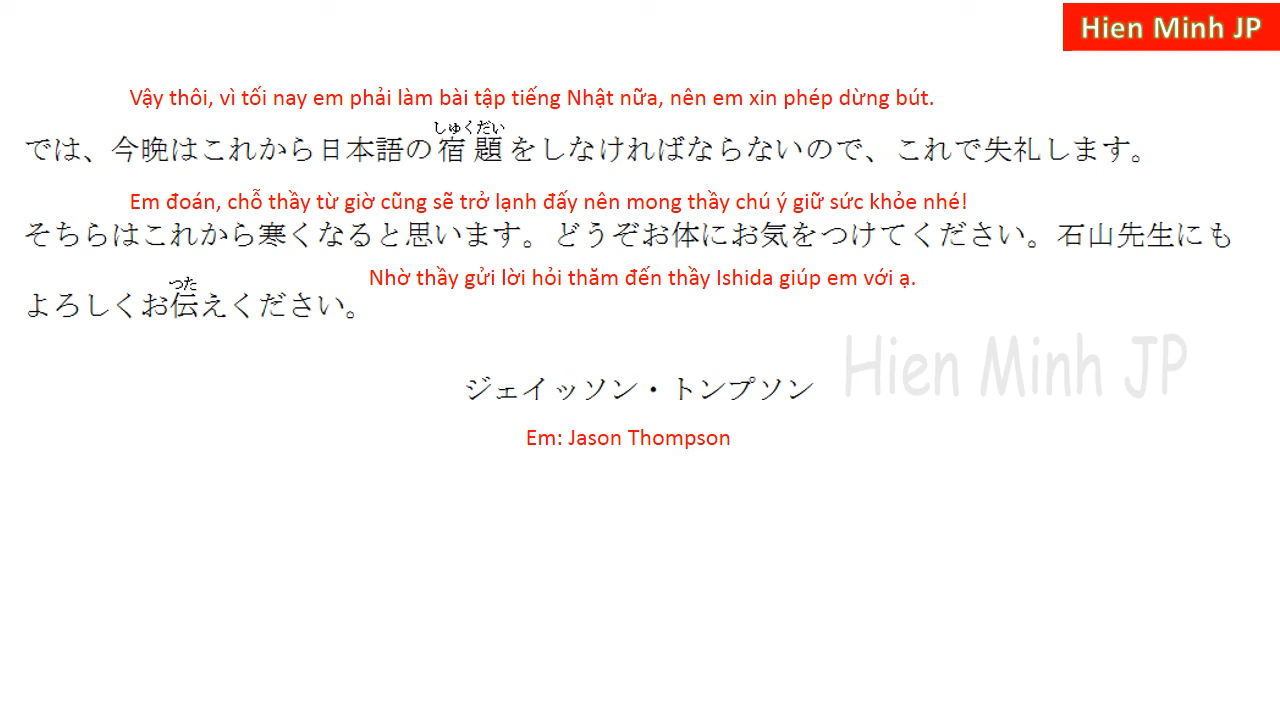 Hien Minh JP
Vậy thôi, vì tối nay em phải làm bài tập tiếng Nhật nữa, nên em xin phép dừng bút.
しゅくだい
では、今晩はこれから日本語の宿題をしなければならないので、これで失礼します。
Em đoán, chỗ thầy từ giờ cũng sẽ trở lạnh đấy nên mong thầy chú ý giữ sức khỏe nhé!
そちらはこれから寒くなると思います。どうぞお体にお気をつけてください。石山先生にも
Nhờ thầy gửi lời hỏi thăm đến thầy Ishida giúp em với ạ.
つた
よろしくお伝えください。
Hien Minh JP
ジェイッソン・トンプソン
Em: Jason Thompson